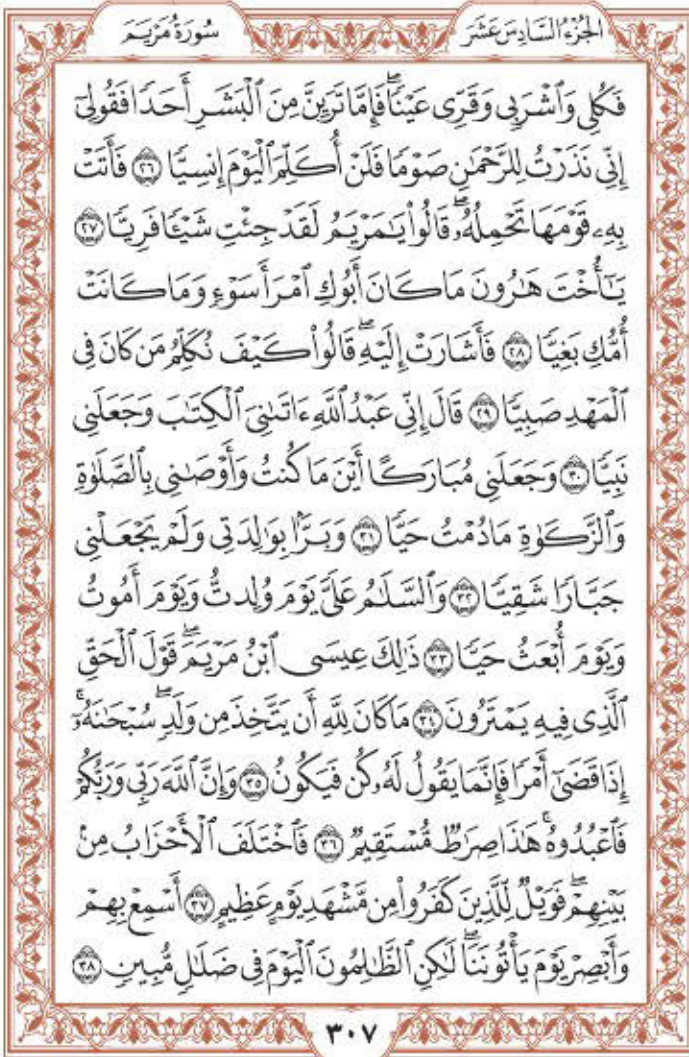 الجُزْءُ السَّادِسَ عَشَرَ
سُورَةُ مَرْيَمَ
فَكُلِي وَٱشْرَبِي وَقَرِّي عَيْنٗاۖ فَإِمَّا تَرَيِنَّ مِنَ ٱلْبَشَرِ أَحَدٗا فَقُولِيٓ
إِنِّي نَذَرْتُ لِلرَّحْمَٰنِ صَوْمٗا فَلَنْ أُكَلِّمَ ٱلْيَوْمَ إِنسِيّٗا ٢٦ فَأَتَتْ
بِهِۦ قَوْمَهَا تَحْمِلُهُۥۖ قَالُواْ يَٰمَرْيَمُ لَقَدْ جِئْتِ شَيْـٔٗا فَرِيّٗا ٢٧
يَٰٓأُخْتَ هَٰرُونَ مَا كَانَ أَبُوكِ ٱمْرَأَ سَوْءٖ وَمَا كَانَتْ
أُمُّكِ بَغِيّٗا ٢٨ فَأَشَارَتْ إِلَيْهِۖ قَالُواْ كَيْفَ نُكَلِّمُ مَن كَانَ فِي
ٱلْمَهْدِ صَبِيّٗا ٢٩ قَالَ إِنِّي عَبْدُ ٱللَّهِ ءَاتَىٰنِيَ ٱلْكِتَٰبَ وَجَعَلَنِي
نَبِيّٗا ٣٠ وَجَعَلَنِي مُبَارَكًا أَيْنَ مَا كُنتُ وَأَوْصَٰنِي بِٱلصَّلَوٰةِ
وَٱلزَّكَوٰةِ مَا دُمْتُ حَيّٗا ٣١ وَبَرَّۢا بِوَٰلِدَتِي وَلَمْ يَجْعَلْنِي
جَبَّارٗا شَقِيّٗا ٣٢ وَٱلسَّلَٰمُ عَلَيَّ يَوْمَ وُلِدتُّ وَيَوْمَ أَمُوتُ
وَيَوْمَ أُبْعَثُ حَيّٗا ٣٣ ذَٰلِكَ عِيسَى ٱبْنُ مَرْيَمَۖ قَوْلَ ٱلْحَقِّ
ٱلَّذِي فِيهِ يَمْتَرُونَ ٣٤ مَا كَانَ لِلَّهِ أَن يَتَّخِذَ مِن وَلَدٖۖ سُبْحَٰنَهُۥٓۚ
إِذَا قَضَىٰٓ أَمْرٗا فَإِنَّمَا يَقُولُ لَهُۥ كُن فَيَكُونُ ٣٥ وَإِنَّ ٱللَّهَ رَبِّي وَرَبُّكُمْ
فَٱعْبُدُوهُۚ هَٰذَا صِرَٰطٞ مُّسْتَقِيمٞ ٣٦ فَٱخْتَلَفَ ٱلْأَحْزَابُ مِنۢ
بَيْنِهِمْۖ فَوَيْلٞ لِّلَّذِينَ كَفَرُواْ مِن مَّشْهَدِ يَوْمٍ عَظِيمٍ ٣٧ أَسْمِعْ بِهِمْ
وَأَبْصِرْ يَوْمَ يَأْتُونَنَاۖ لَٰكِنِ ٱلظَّٰلِمُونَ ٱلْيَوْمَ فِي ضَلَٰلٖ مُّبِينٖ ٣٨
٣٠٧